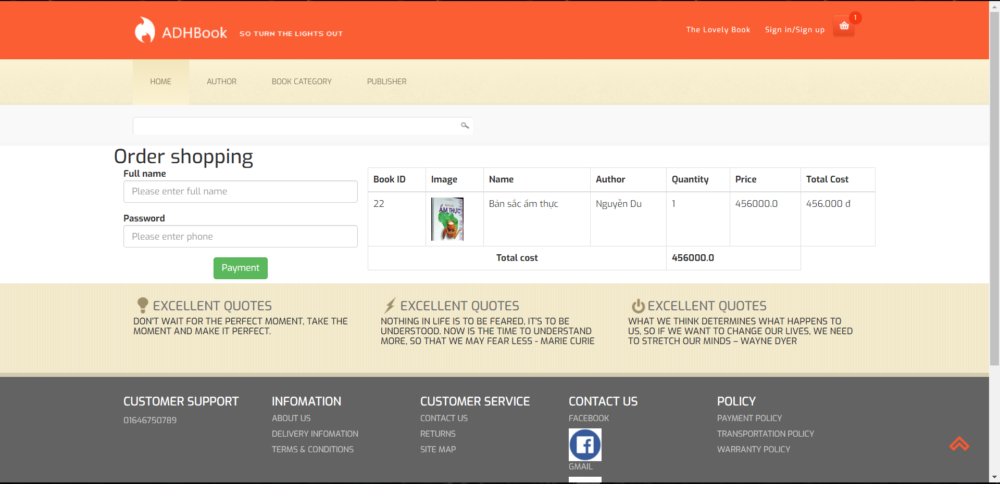 ADHBook SO TURN THE LIGHTS OUT
The Lovely Book Sign in/Sign up 1
HOME AUTHOR BOOK CATEGORY PUBLISHER
Order shopping
Full name
Please enter full name
Password
Please enter phone
Payment
Book ID Image Name Author Quantity Price Total Cost
22 BẢN SẮC ẨM THỰC Bản sắc ẩm thực Nguyễn Du 1 456000.0 456.000 đ
Total cost 456000.0
EXCELLENT QUOTES
DON'T WAIT FOR THE PERFECT MOMENT, TAKE THE
MOMENT AND MAKE IT PERFECT.
EXCELLENT QUOTES
NOTHING IN LIFE IS TO BE FEARED, IT'S TO BE
UNDERSTOOD. NOW IS THE TIME TO UNDERSTAND
MORE, SO THAT WE MAY FEAR LESS - MARIE CURIE
EXCELLENT QUOTES
WHAT WE THINK DETERMINES WHAT HAPPENS TO
US, SO IF WE WANT TO CHANGE OUR LIVES, WE NEED
TO STRETCH OUR MINDS – WAYNE DYER
CUSTOMER SUPPORT
01646750789
INFOMATION
ABOUT US
DELIVERY INFOMATION
TERMS & CONDITIONS
CUSTOMER SERVICE
CONTACT US
RETURNS
SITE MAP
CONTACT US
FACEBOOK
GMAIL
POLICY
PAYMENT POLICY
TRANSPORTATION POLICY
WARRANTY POLICY